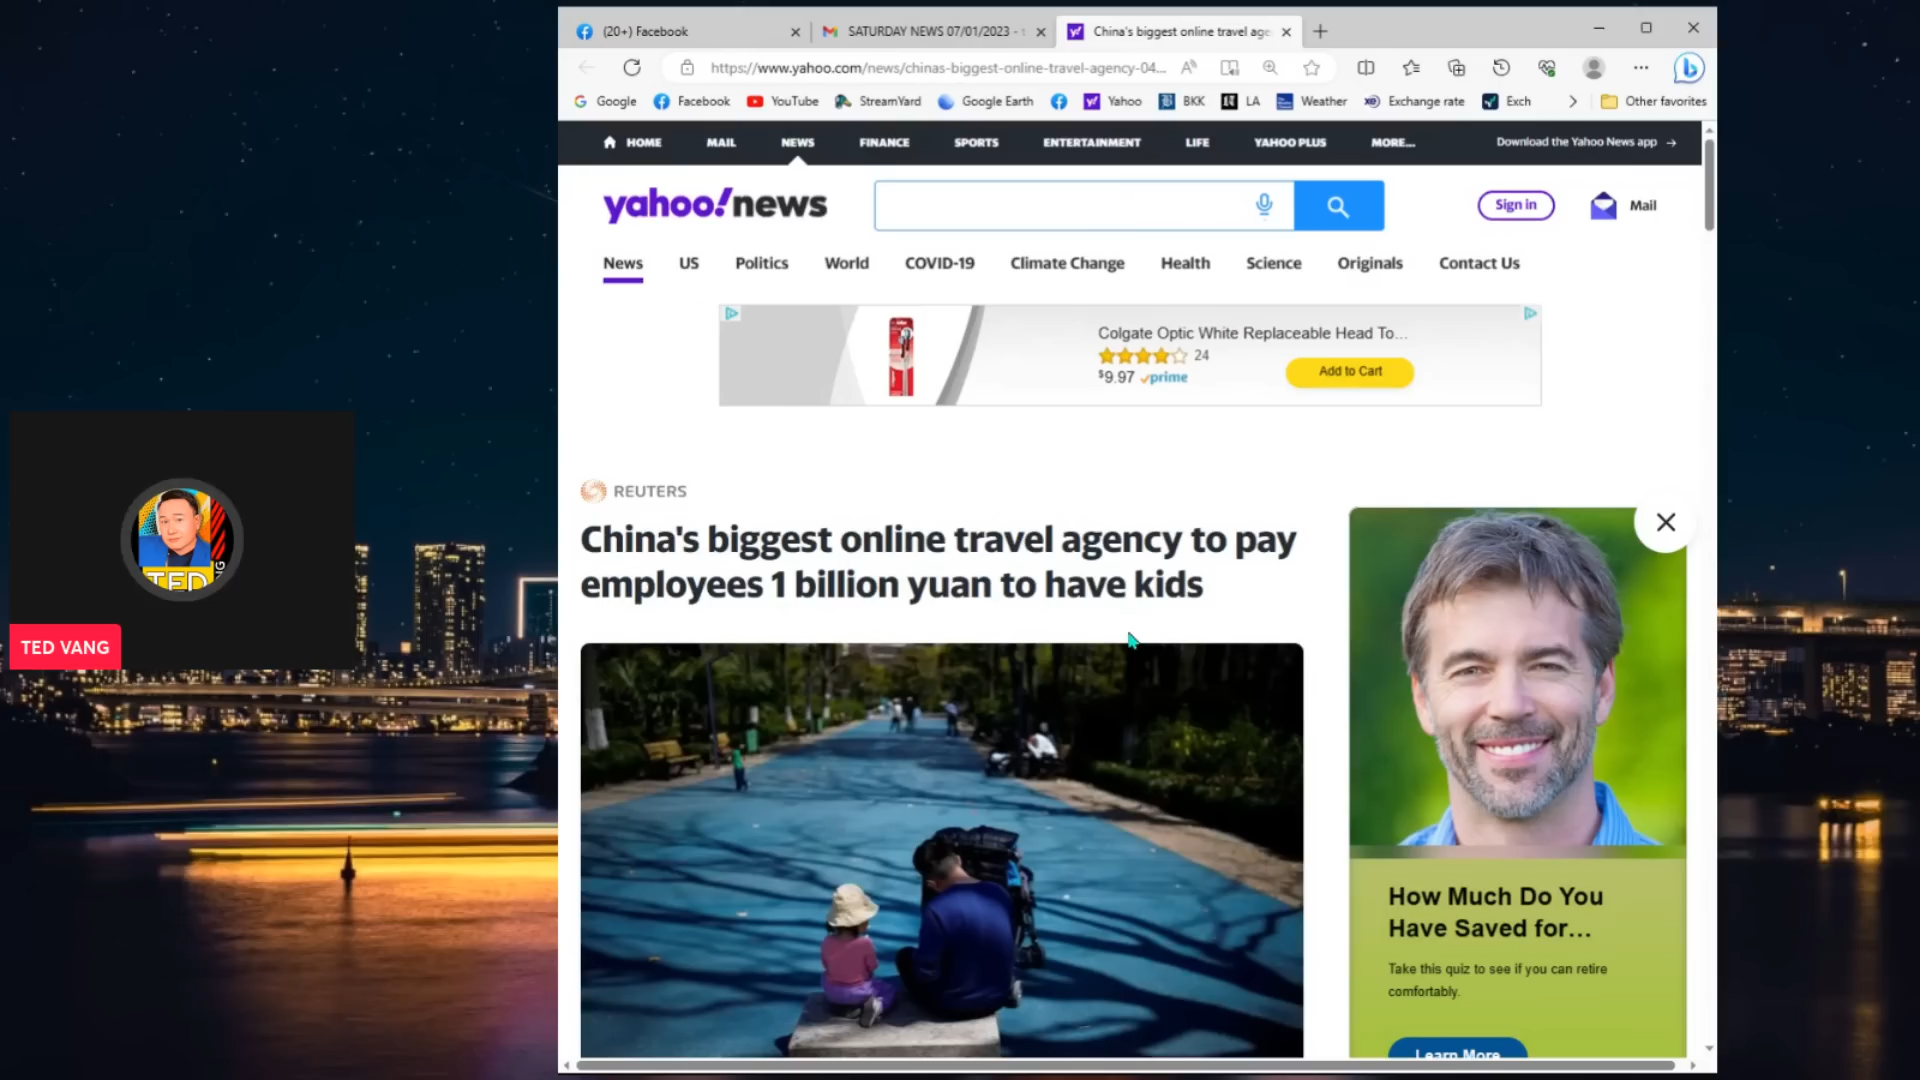 (20+) Facebook
SATURDAY NEWS 07/01/2023 -
China's biggest online travel age
https://www.yahoo.com/news/chinas-biggest-online-travel-agency-04...
Google
Facebook
YouTube
StreamYard
Google Earth
Yahoo
BKK
LA
Weather
Exchange rate
Exch
Other favorites
HOME
MAIL
NEWS
FINANCE
SPORTS
ENTERTAINMENT
LIFE
YAHOO PLUS
MORE...
Download the Yahoo News app →
yahoo!news
Sign in
Mail
News
US
Politics
World
COVID-19
Climate Change
Health
Science
Originals
Contact Us
Colgate Optic White Replaceable Head To...
24
$9.97 prime
Add to Cart
REUTERS
China's biggest online travel agency to pay
employees 1 billion yuan to have kids
TED
TED VANG
How Much Do You
Have Saved for...
Take this quiz to see if you can retire
comfortably.
Learn More